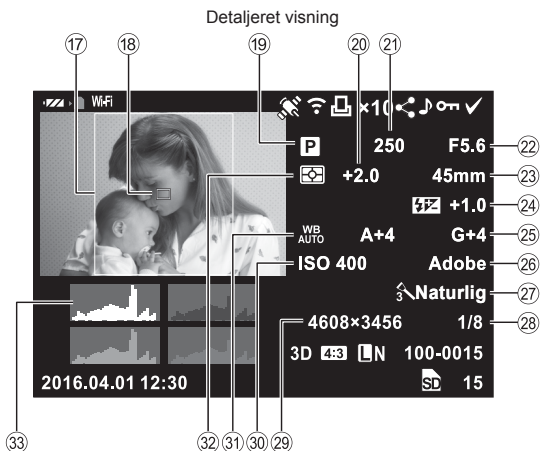 Detaljeret visning
⑰ ⑱ ⑲ ⑳ ㉑
Wi-Fi ×10
P 250 F5.6 ㉒
+2.0 45mm ㉓
+1.0 ㉔
WB AUTO A+4 G+4 ㉕
ISO 400 Adobe ㉖
3 Naturlig ㉗
4608×3456 1/8 ㉘
3D 4:3 L N 100-0015
2016.04.01 12:30 SD 15
㉝ ㉜ ㉛ ㉚ ㉙